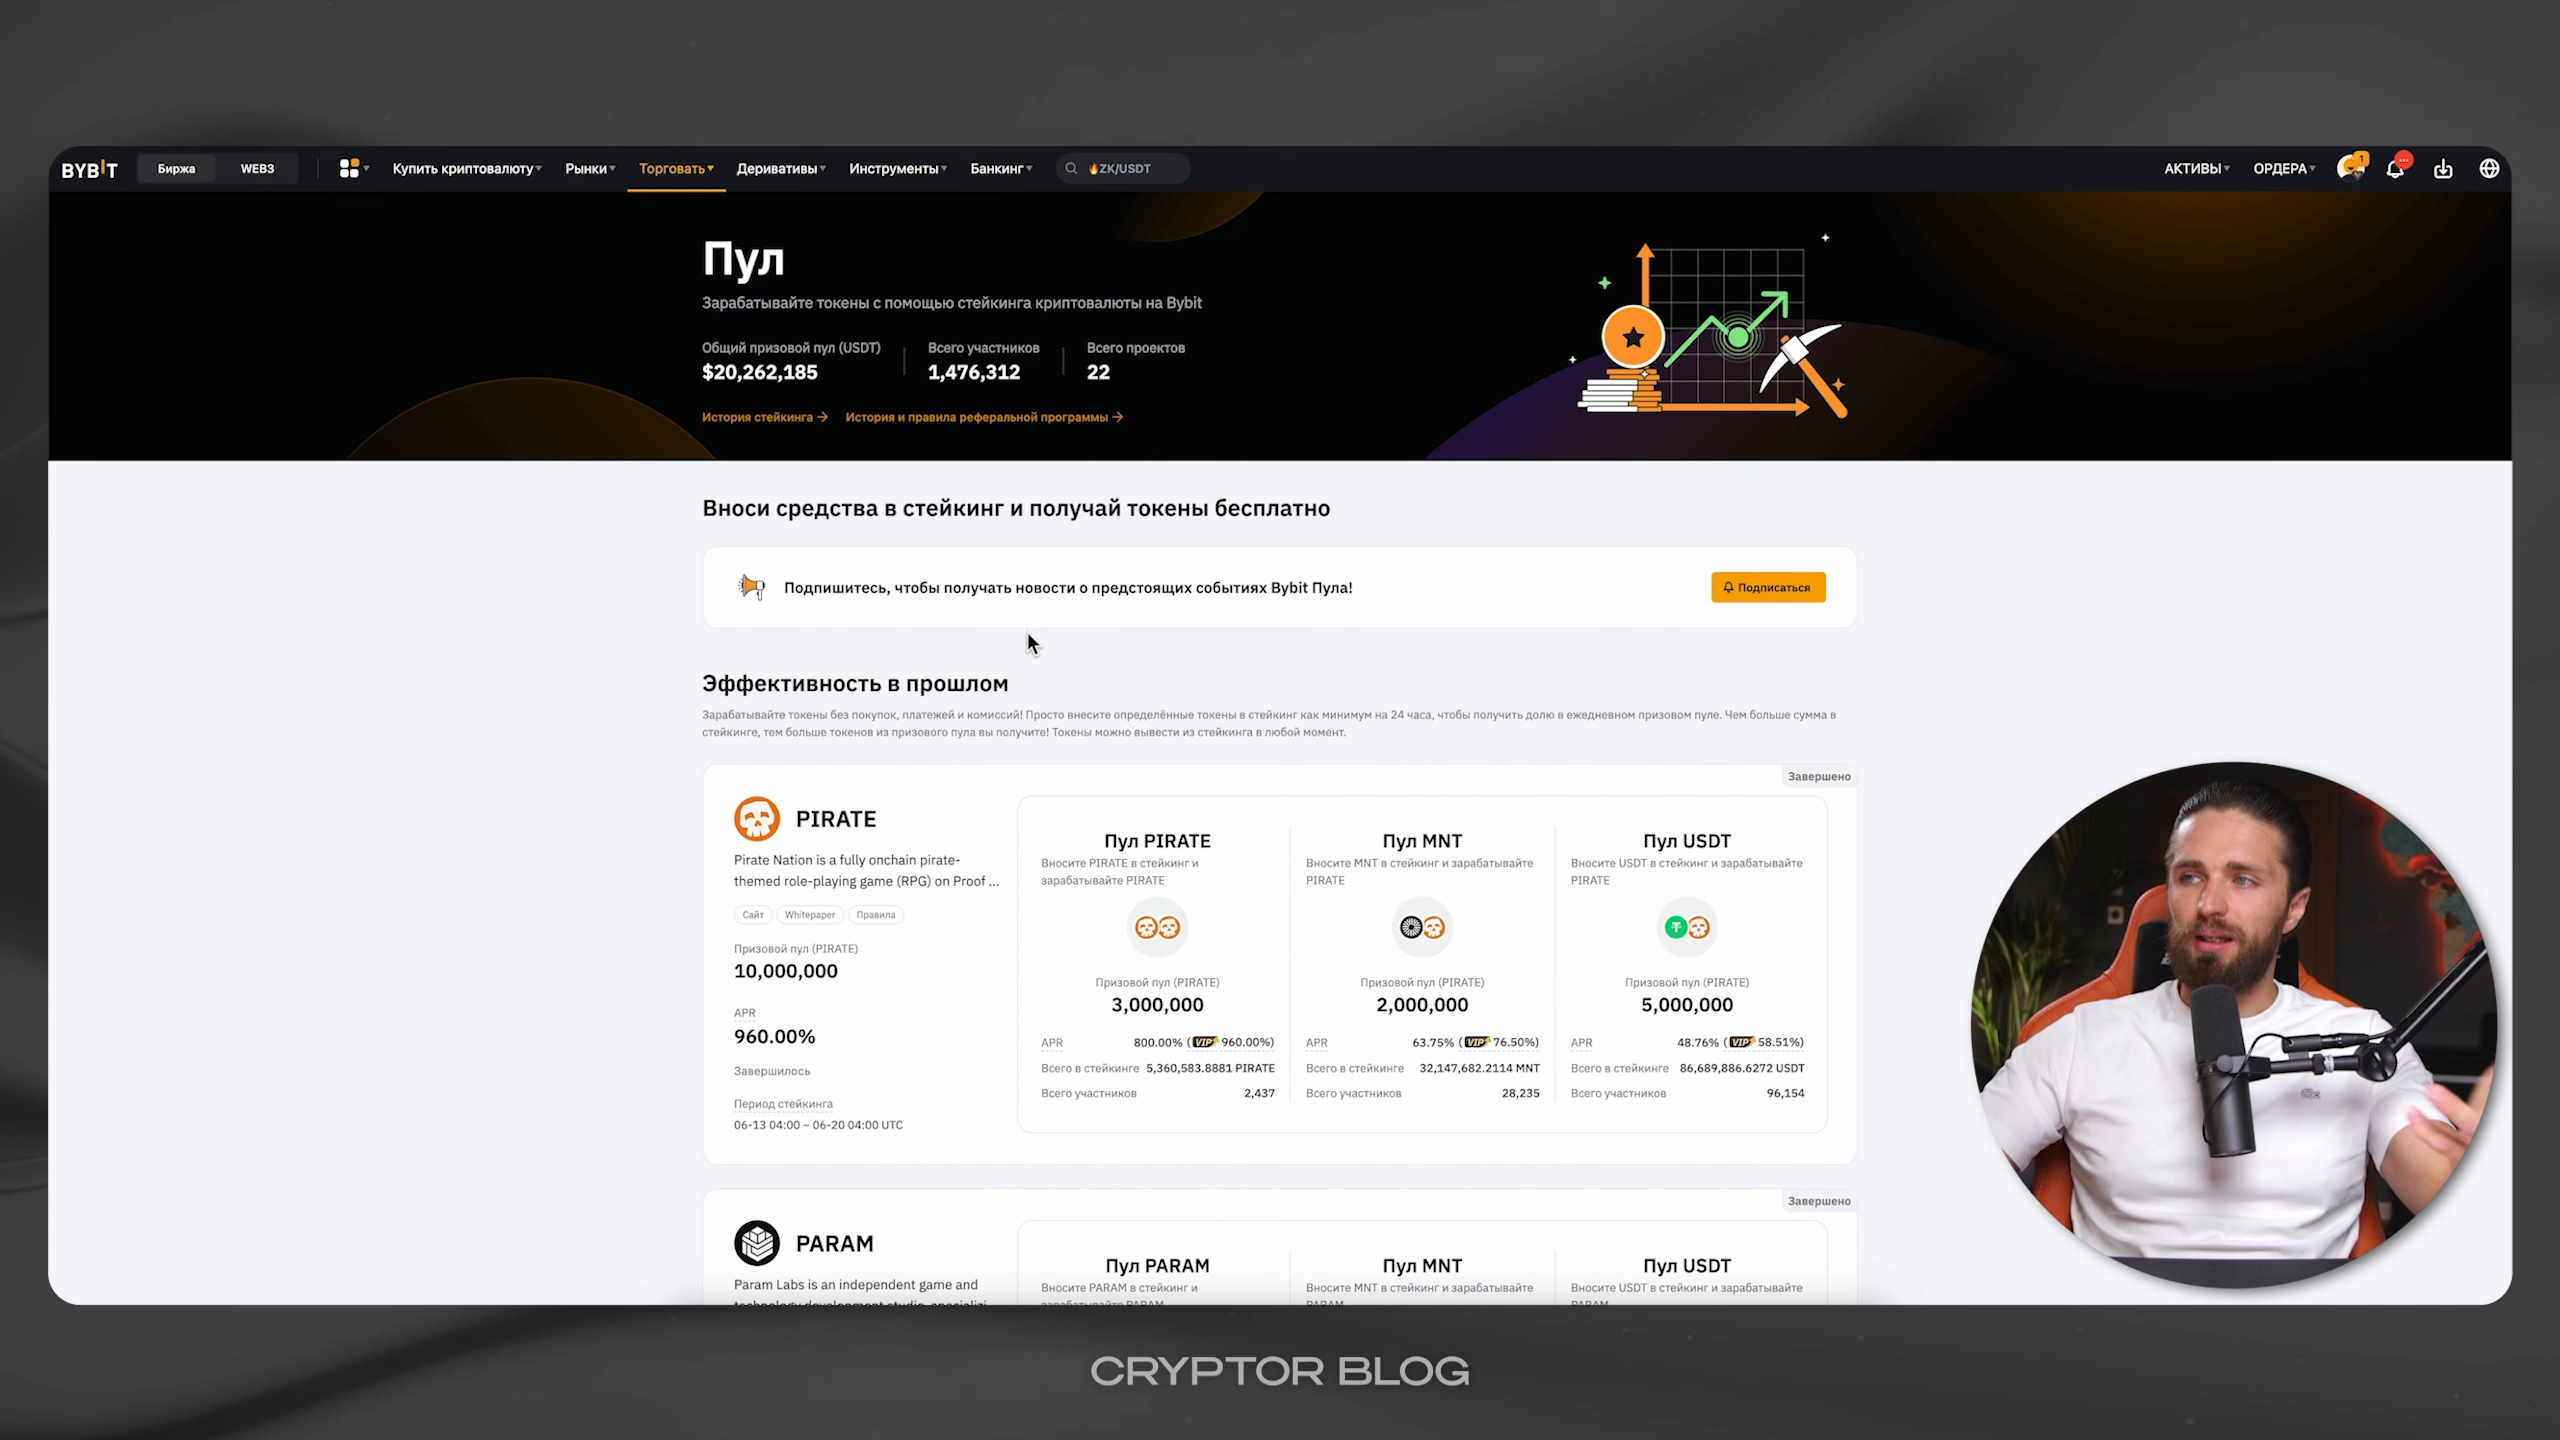 BYBIT
Биржа
WEB3
Купить криптовалюту
Рынки
Торговать
Деривативы
Инструменты
Банкинг
ZK/USDT
АКТИВЫ
ОРДЕРА
1
Пул
Зарабатывайте токены с помощью стейкинга криптовалюты на Bybit
Общий призовой пул (USDT)
$20,262,185
Всего участников
1,476,312
Всего проектов
22
История стейкинга →
История и правила реферальной программы →
Вноси средства в стейкинг и получай токены бесплатно
Подпишитесь, чтобы получать новости о предстоящих событиях Bybit Пула!
Подписаться
Эффективность в прошлом
Зарабатывайте токены без покупок, платежей и комиссий! Просто внесите определённые токены в стейкинг как минимум на 24 часа, чтобы получить долю в ежедневном призовом пуле. Чем больше сумма в
стейкинге, тем больше токенов из призового пула вы получите! Токены можно вывести из стейкинга в любой момент.
Завершено
PIRATE
Pirate Nation is a fully onchain pirate-
themed role-playing game (RPG) on Proof ...
Сайт
Whitepaper
Правила
Призовой пул (PIRATE)
10,000,000
APR
960.00%
Завершилось
Период стейкинга
06-13 04:00 ~ 06-20 04:00 UTC
Пул PIRATE
Вносите PIRATE в стейкинг и
зарабатывайте PIRATE
Призовой пул (PIRATE)
3,000,000
APR 800.00% (VIP 960.00%)
Всего в стейкинге 5,360,583.8881 PIRATE
Всего участников 2,437
Пул MNT
Вносите MNT в стейкинг и зарабатывайте
PIRATE
Призовой пул (PIRATE)
2,000,000
APR 63.75% (VIP 76.50%)
Всего в стейкинге 32,147,682.2114 MNT
Всего участников 28,235
Пул USDT
Вносите USDT в стейкинг и зарабатывайте
PIRATE
Призовой пул (PIRATE)
5,000,000
APR 48.76% (VIP 58.51%)
Всего в стейкинге 86,689,886.6272 USDT
Всего участников 96,154
Завершено
PARAM
Param Labs is an independent game and
technology development studio, specializi
Пул PARAM
Вносите PARAM в стейкинг и
зарабатывайте PARAM
Пул MNT
Вносите MNT в стейкинг и зарабатывайте
PARAM
Пул USDT
Вносите USDT в стейкинг и зарабатывайте
PARAM
CRYPTOR BLOG